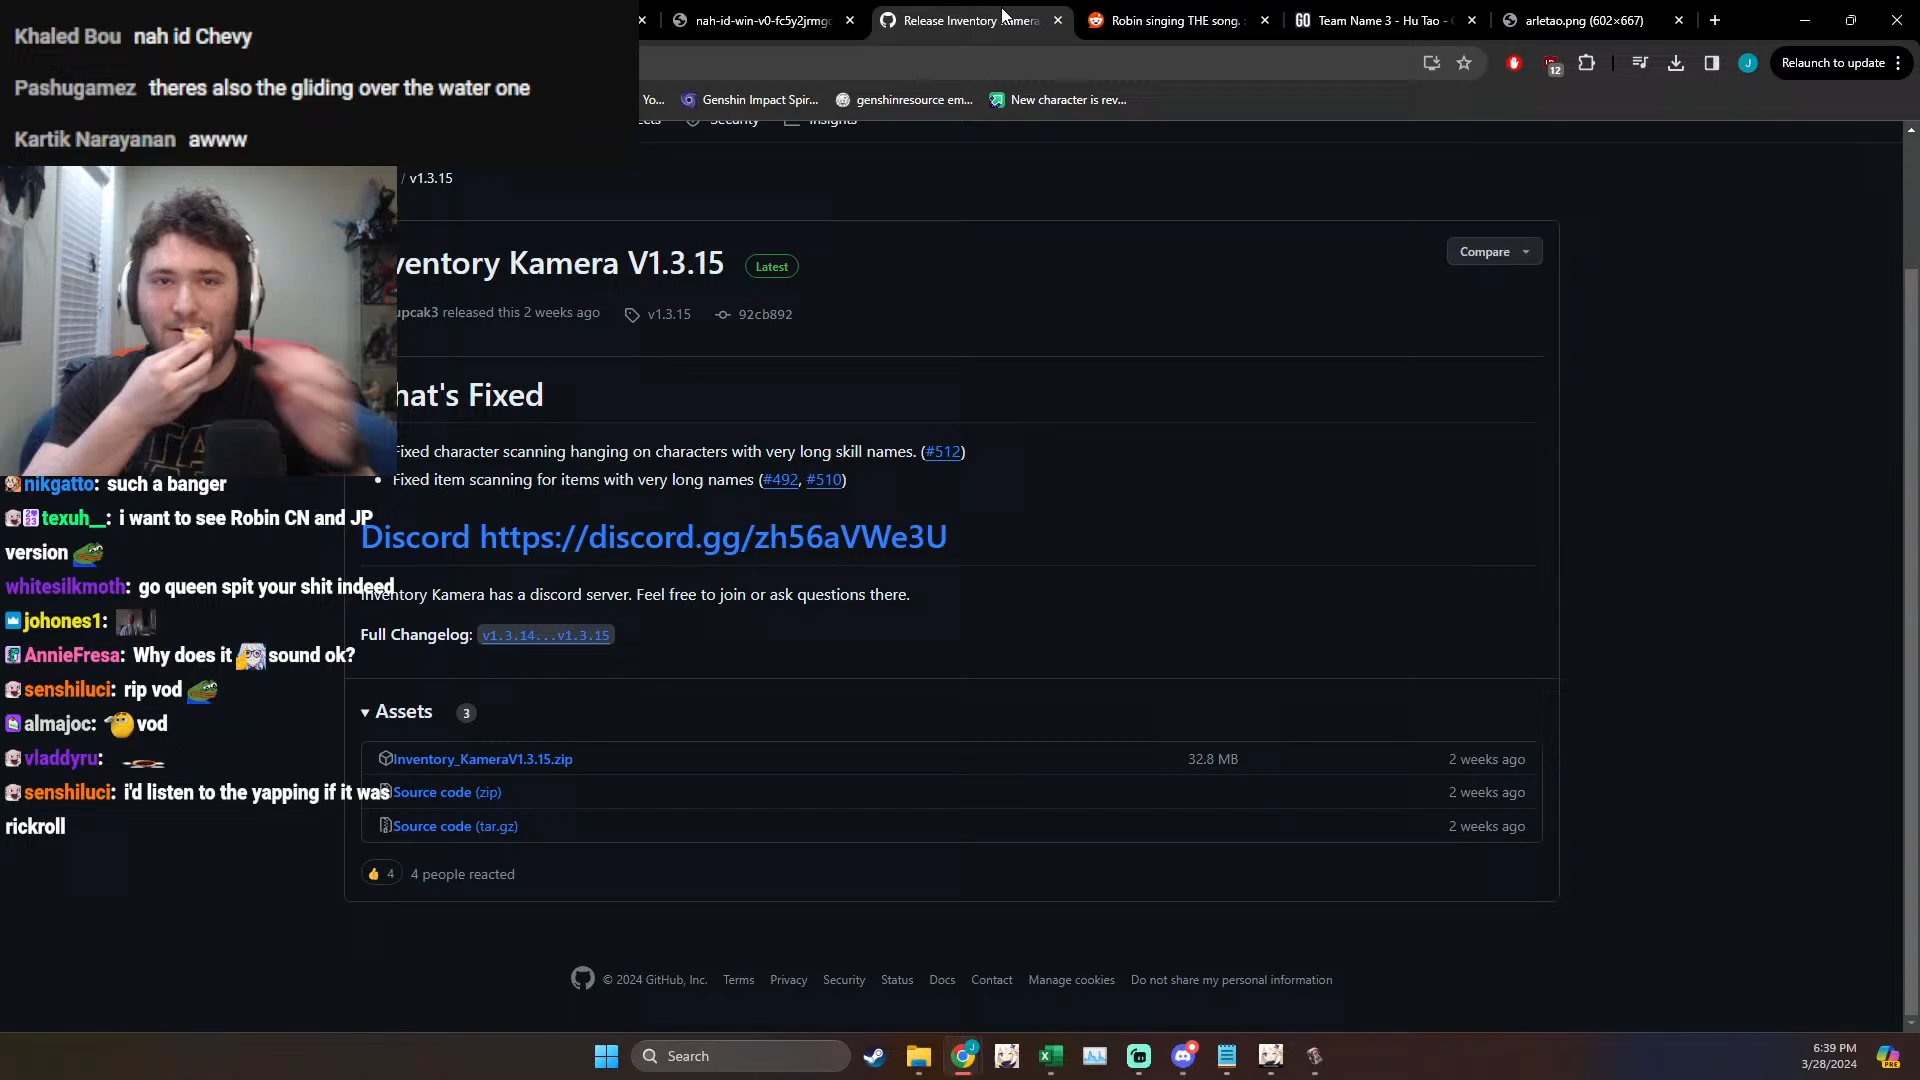 Khaled Bou nah id Chevy
Pashugamez theres also the gliding over the water one
Kartik Narayanan awww
nah-id-win-v0-fc5y2jrmg
Release Inventory Kamera
Robin singing THE song.
Team Name 3 - Hu Tao -
arletao.png (602×667)
12
J
Relaunch to update
Yo...
Genshin Impact Spir...
genshinresource em...
New character is rev...
Security
Insights
/ v1.3.15
ventory Kamera V1.3.15
Latest
Compare
upcak3 released this 2 weeks ago
v1.3.15
92cb892
hat's Fixed
Fixed character scanning hanging on characters with very long skill names. (#512)
Fixed item scanning for items with very long names (#492, #510)
Discord https://discord.gg/zh56aVWe3U
Inventory Kamera has a discord server. Feel free to join or ask questions there.
Full Changelog: v1.3.14...v1.3.15
Assets 3
Inventory_KameraV1.3.15.zip 32.8 MB 2 weeks ago
Source code (zip) 2 weeks ago
Source code (tar.gz) 2 weeks ago
4 4 people reacted
nikgatto: such a banger
texuh__: i want to see Robin CN and JP
version
whitesilkmoth: go queen spit your shit indeed
johones1:
AnnieFresa: Why does it sound ok?
senshiluci: rip vod
almajoc: vod
vladdyru:
senshiluci: i'd listen to the yapping if it was
rickroll
© 2024 GitHub, Inc. Terms Privacy Security Status Docs Contact Manage cookies Do not share my personal information
Search
6:39 PM
3/28/2024